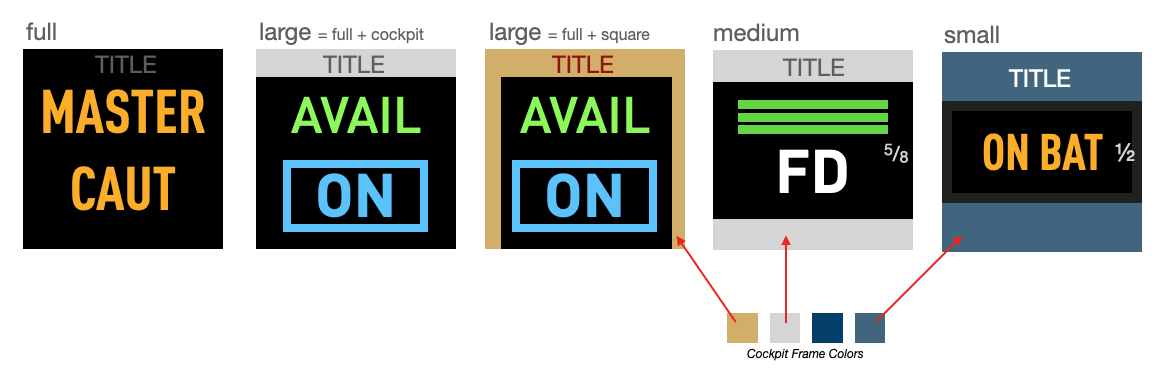 full
TITLE
MASTER
CAUT
large = full + cockpit
TITLE
AVAIL
ON
large = full + square
TITLE
AVAIL
ON
medium
TITLE
FD
5/8
small
TITLE
ON BAT
½
Cockpit Frame Colors